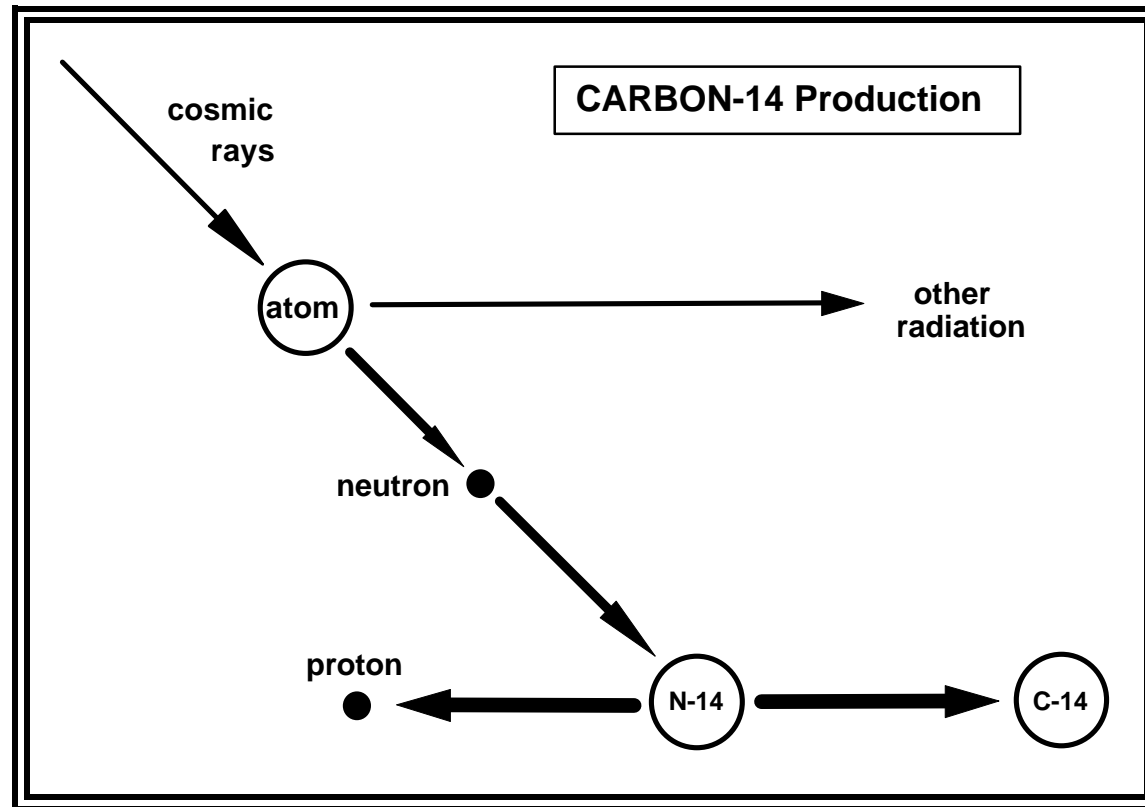 CARBON-14 Production
cosmic
rays
atom
other
radiation
neutron
proton
N-14
C-14